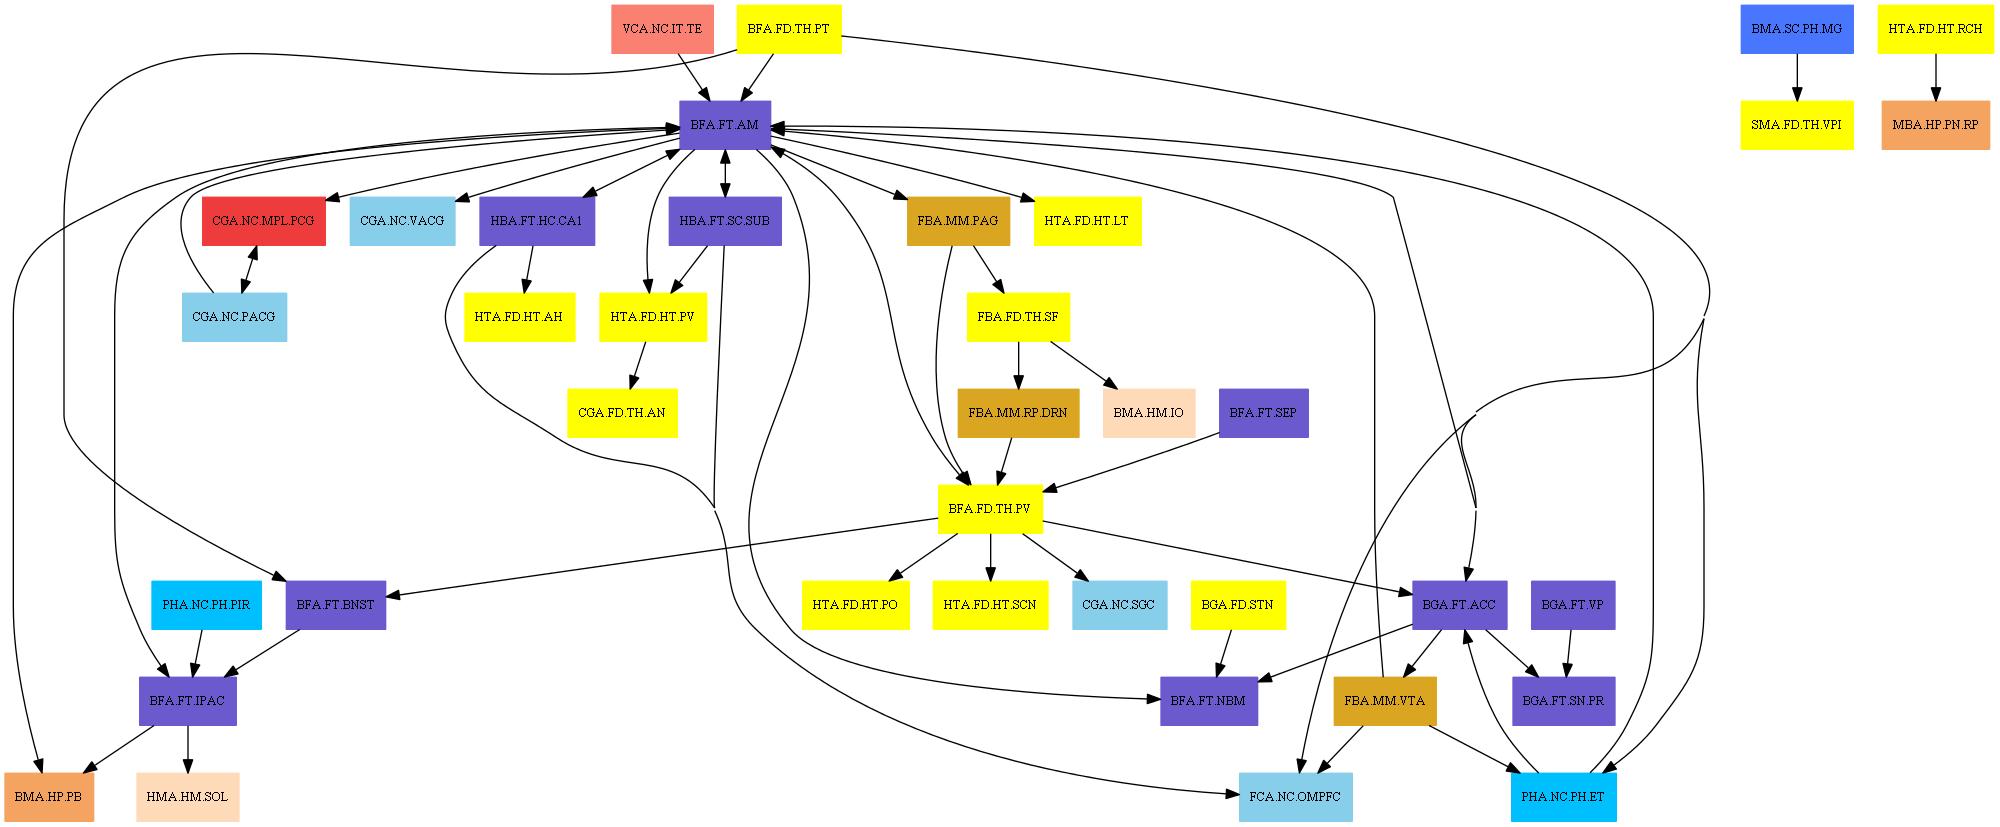 VCA.NC.IT.TE
BFA.FD.TH.PT
BMA.SC.PH.MG
HTA.FD.HT.RCH
BFA.FT.AM
SMA.FD.TH.VPI
MBA.HP.PN.RP
CGA.NC.MPL.PCG
CGA.NC.VACG
HBA.FT.HC.CA1
HBA.FT.SC.SUB
FBA.MM.PAG
HTA.FD.HT.LT
CGA.NC.PACG
HTA.FD.HT.AH
HTA.FD.HT.PV
FBA.FD.TH.SF
CGA.FD.TH.AN
FBA.MM.RP.DRN
BMA.HM.IO
BFA.FT.SEP
BFA.FD.TH.PV
PHA.NC.PH.PIR
BFA.FT.BNST
HTA.FD.HT.PO
HTA.FD.HT.SCN
CGA.NC.SGC
BGA.FD.STN
BGA.FT.ACC
BGA.FT.VP
BFA.FT.IPAC
BFA.FT.NBM
FBA.MM.VTA
BGA.FT.SN.PR
BMA.HP.PB
HMA.HM.SOL
FCA.NC.OMPFC
PHA.NC.PH.ET